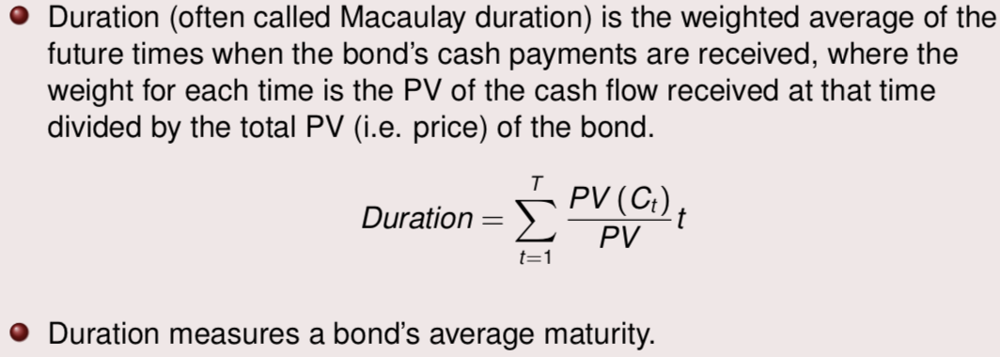 Duration (often called Macaulay duration) is the weighted average of the
future times when the bond's cash payments are received, where the
weight for each time is the PV of the cash flow received at that time
divided by the total PV (i.e. price) of the bond.
Duration = \sum_{t=1}^{T} \frac{PV(C_t)}{PV} t
Duration measures a bond's average maturity.